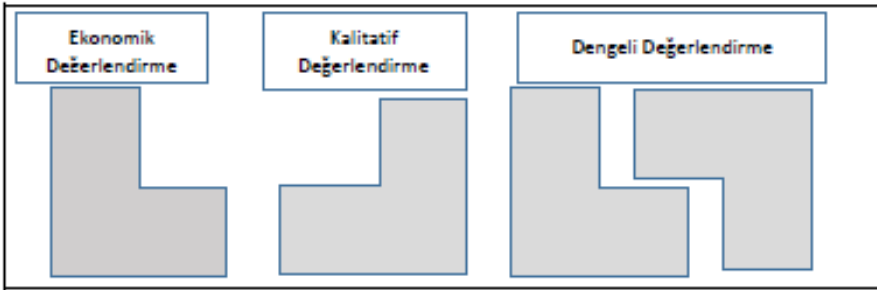 Ekonomik
Değerlendirme
Kalitatif
Değerlendirme
Dengeli Değerlendirme